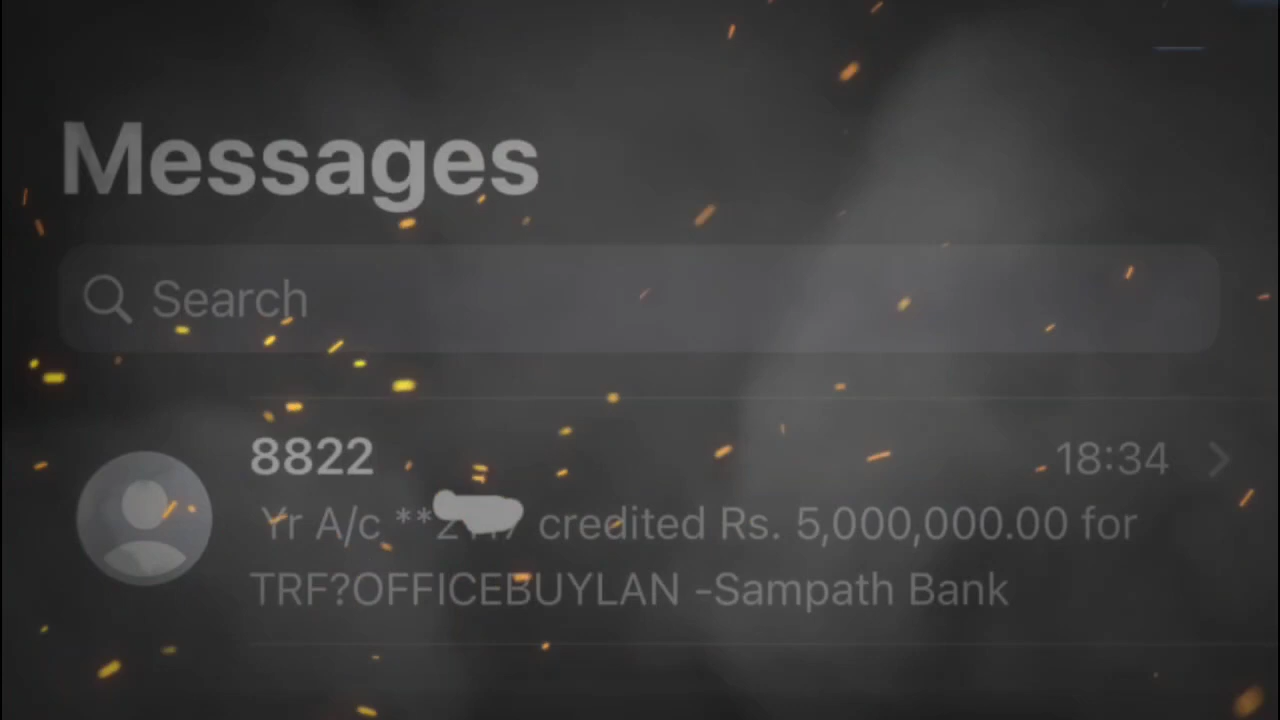 Messages
Search
8822
18:34
Yr A/c ** credited Rs. 5,000,000.00 for
TRF?OFFICEBUYLAN -Sampath Bank